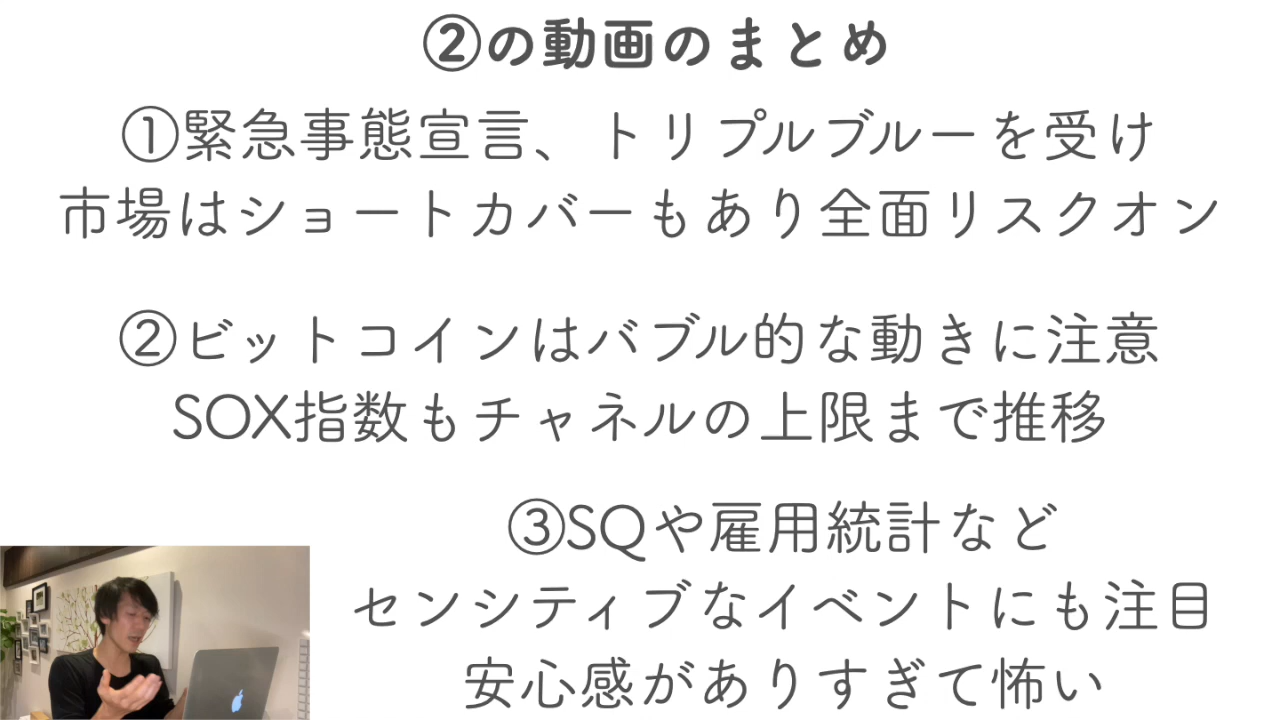 ②の動画のまとめ
①緊急事態宣言、トリプルブルーを受け
市場はショートカバーもあり全面リスクオン
②ビットコインはバブル的な動きに注意
SOX指数もチャネルの上限まで推移
③SQや雇用統計など
センシティブなイベントにも注目
安心感がありすぎて怖い